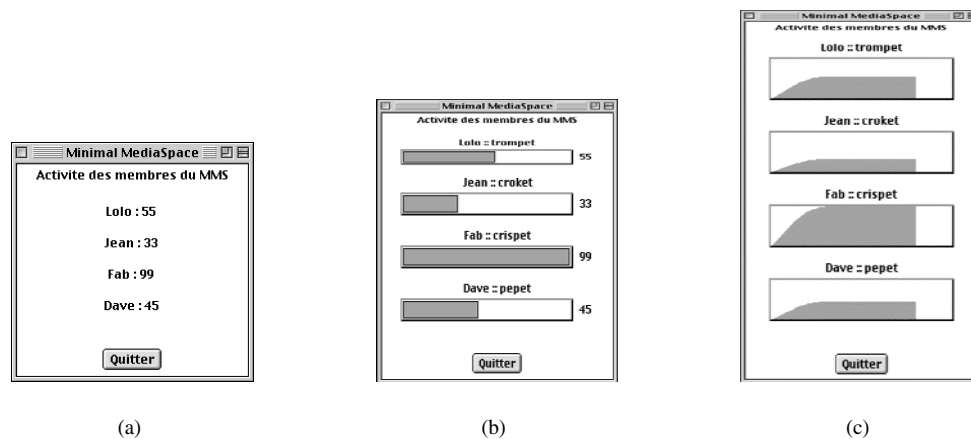 Minimal MediaSpace
Activite des membres du MMS
Lolo : 55
Jean : 33
Fab : 99
Dave : 45
Quitter
(a)
Minimal MediaSpace
Activite des membres du MMS
Lolo :: trompet
55
Jean :: croket
33
Fab :: crispet
99
Dave :: pepet
45
Quitter
(b)
Minimal MediaSpace
Activite des membres du MMS
Lolo :: trompet
Jean :: croket
Fab :: crispet
Dave :: pepet
Quitter
(c)